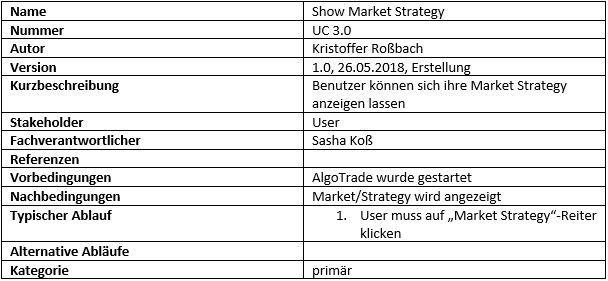 Name Show Market Strategy
Nummer UC 3.0
Autor Kristoffer Roßbach
Version 1.0, 26.05.2018, Erstellung
Kurzbeschreibung Benutzer können sich ihre Market Strategy
anzeigen lassen
Stakeholder User
Fachverantwortlicher Sasha Koß
Referenzen
Vorbedingungen AlgoTrade wurde gestartet
Nachbedingungen Market/Strategy wird angezeigt
Typischer Ablauf 1. User muss auf „Market Strategy“-Reiter
klicken
Alternative Abläufe
Kategorie primär